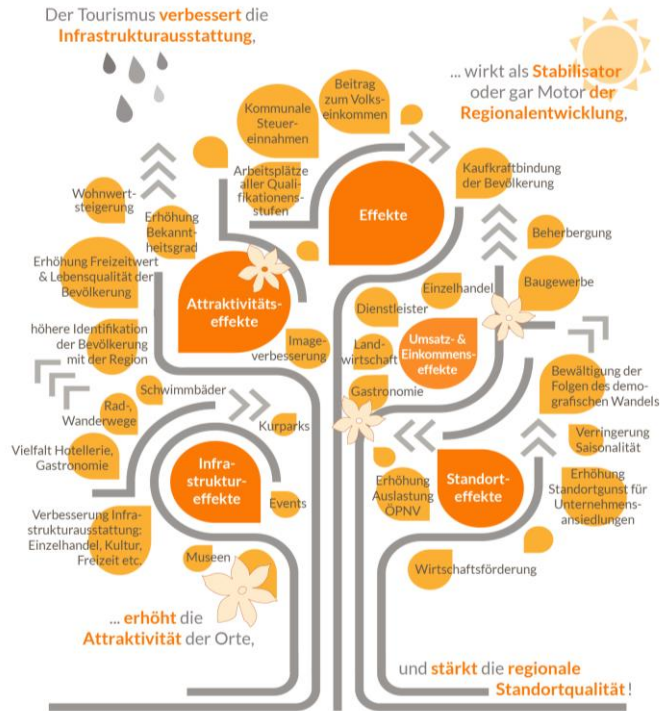 Der Tourismus verbessert die
Infrastrukturausstattung,
... wirkt als Stabilisator
oder gar Motor der
Regionalentwicklung,
Beitrag
zum Volks-
einkommen
Kommunale
Steuer-
einnahmen
Arbeitsplätze
aller Quali-
fikationens-
stufen
Effekte
Kaufkraftbindung
der Bevölkerung
Wohnwert-
steigerung
Erhöhung
Bekannt-
heitsgrad
Erhöhung Freizeitwert
& Lebensqualität der
Bevölkerung
Attraktivitäts-
effekte
höhere Identifikation
der Bevölkerung
mit der Region
Image-
verbesserung
Beherbergung
Baugewerbe
Einzelhandel
Dienstleister
Land-
wirtschaft
Umsatz- &
Einkommens-
effekte
Gastronomie
Bewältigung der
Folgen des demo-
grafischen Wandels
Schwimmbäder
Rad-,
Wanderwege
Kurparks
Vielfalt Hotellerie,
Gastronomie
Infra-
struktur-
effekte
Events
Verbesserung Infra-
strukturausstattung:
Einzelhandel, Kultur,
Freizeit etc.
Museen
Verringerung
Saisonalität
Erhöhung
Auslastung
ÖPNV
Standort-
effekte
Erhöhung
Standortgunst für
Unternehmens-
ansiedlungen
Wirtschaftsförderung
... erhöht die
Attraktivität der Orte,
und stärkt die regionale
Standortqualität!